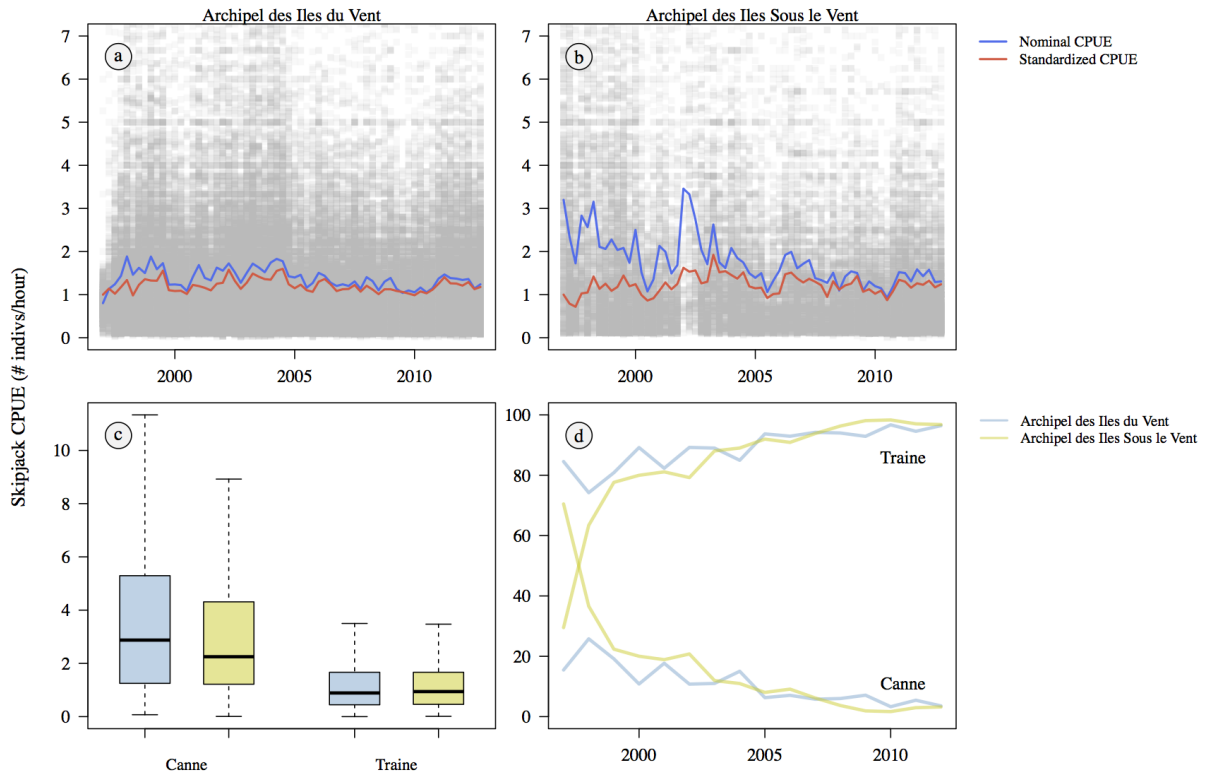 Archipel des Iles du Vent
Archipel des Iles Sous le Vent
a
b
Nominal CPUE
Standardized CPUE
7
6
5
4
3
2
1
0
7
6
5
4
3
2
1
0
2000 2005 2010
2000 2005 2010
Skipjack CPUE (# indivs/hour)
c
d
Archipel des Iles du Vent
Archipel des Iles Sous le Vent
10
8
6
4
2
0
100
80
60
40
20
0
Traine
Canne
Canne Traine
2000 2005 2010